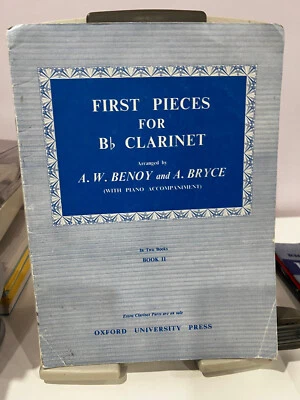 FIRST PIECES
FOR
B♭ CLARINET
Arranged by
A. W. BENOY and A. BRYCE
(WITH PIANO ACCOMPANIMENT)
In Two Books
BOOK II
Extra Clarinet Parts are on sale
OXFORD UNIVERSITY PRESS